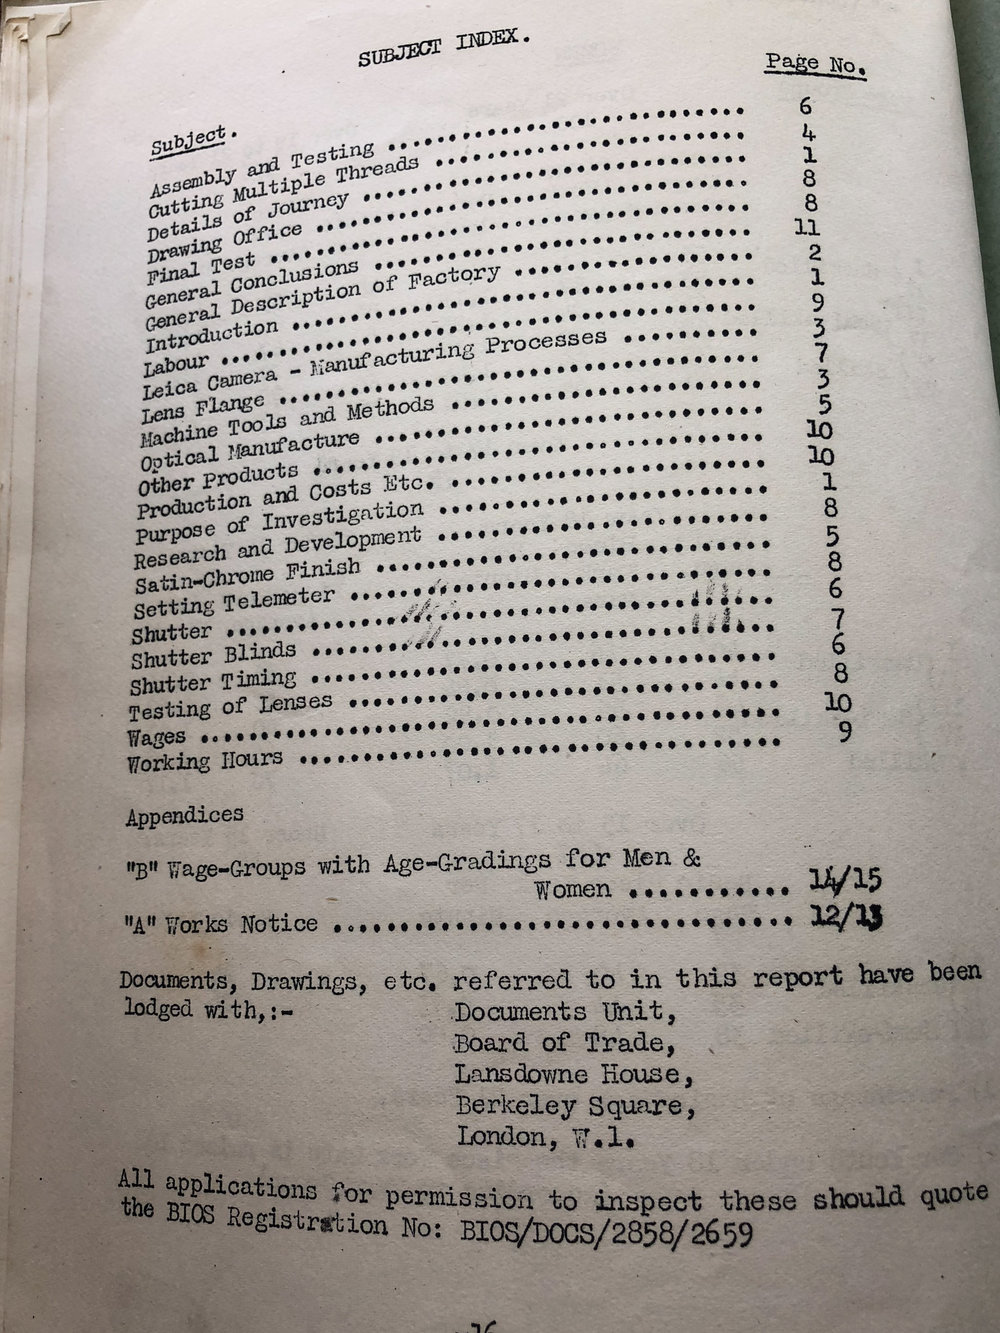 SUBJECT INDEX.
Subject. Page No.
Assembly and Testing .............................. 6
Cutting Multiple Threads .......................... 4
Details of Journey ................................ 1
Drawing Office .................................... 8
Final Test ........................................ 8
General Conclusions ............................... 11
General Description of Factory .................... 2
Introduction ...................................... 1
Labour ............................................ 9
Leica Camera - Manufacturing Processes ............ 3
Lens Flange ....................................... 7
Machine Tools and Methods ......................... 3
Optical Manufacture ............................... 5
Other Products .................................... 10
Production and Costs Etc. ......................... 10
Purpose of Investigation .......................... 1
Research and Development .......................... 8
Satin-Chrome Finish ............................... 5
Setting Telemeter ................................. 8
Shutter ........................................... 6
Shutter Blinds .................................... 7
Shutter Timing .................................... 6
Testing of Lenses ................................. 8
Wages ............................................. 10
Working Hours ..................................... 9
Appendices
"B" Wage-Groups with Age-Gradings for Men &
Women ........... 14/15
"A" Works Notice ............................... 12/13
Documents, Drawings, etc. referred to in this report have been
lodged with,:- Documents Unit,
Board of Trade,
Lansdowne House,
Berkeley Square,
London, W.1.
All applications for permission to inspect these should quote
the BIOS Registration No: BIOS/DOCS/2858/2659